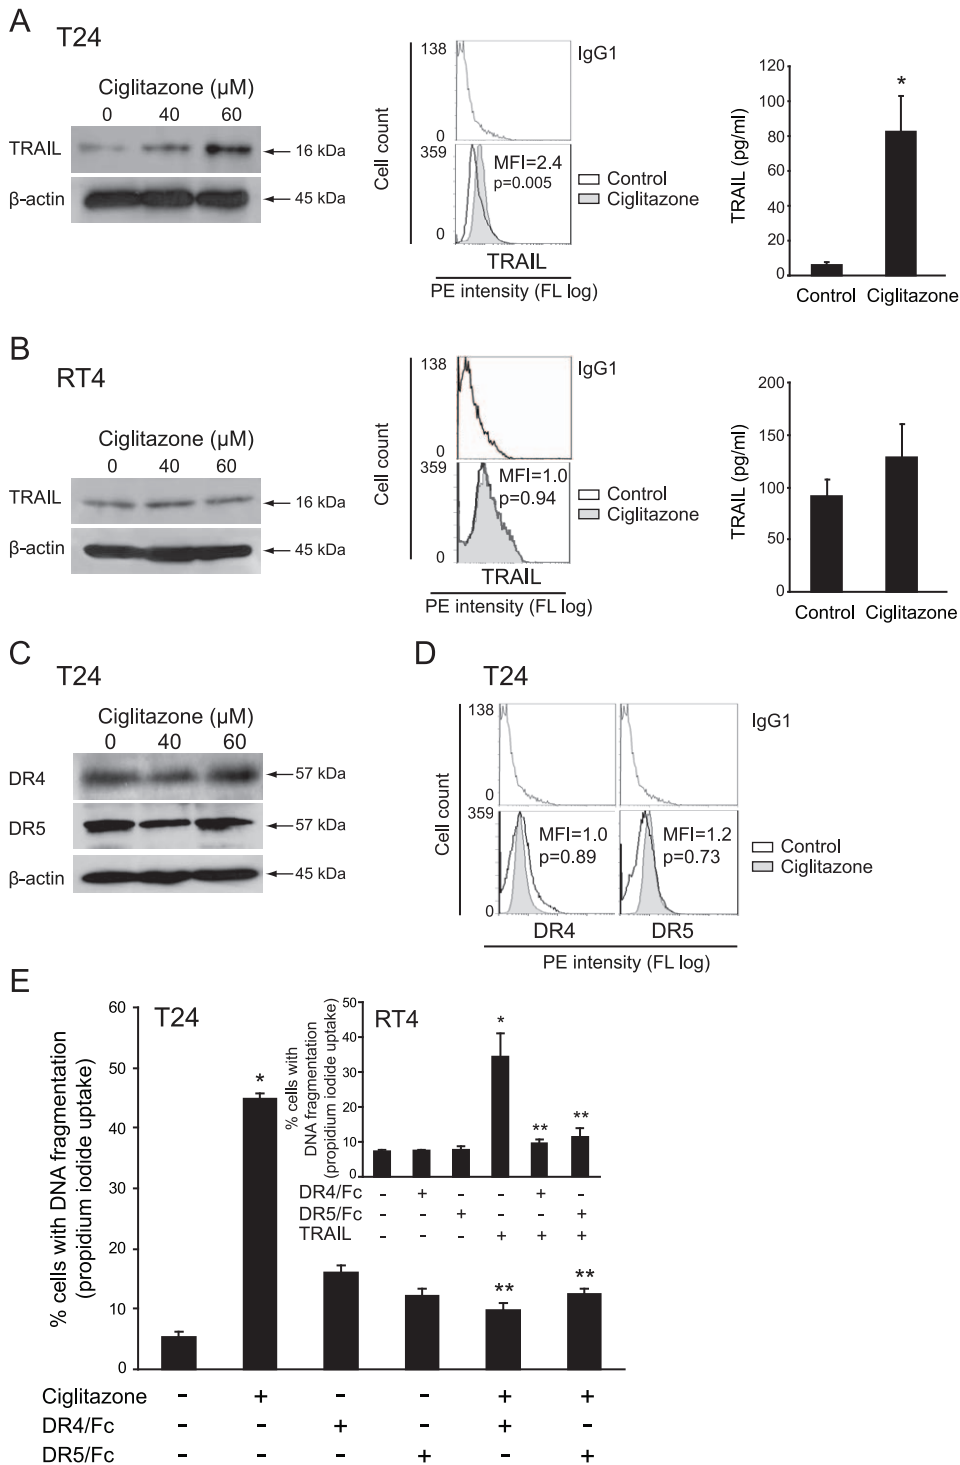 A
T24
Ciglitazone (µM)
0 40 60
TRAIL
16 kDa
β-actin
45 kDa
Cell count
138
IgG1
359
0
MFI=2.4
p=0.005
Control
Ciglitazone
TRAIL
PE intensity (FL log)
TRAIL (pg/ml)
120
100
80
60
40
20
0
*
Control Ciglitazone
B
RT4
Ciglitazone (µM)
0 40 60
TRAIL
16 kDa
β-actin
45 kDa
Cell count
138
0
IgG1
359
0
MFI=1.0
p=0.94
Control
Ciglitazone
TRAIL
PE intensity (FL log)
TRAIL (pg/ml)
200
150
100
50
0
Control Ciglitazone
C
T24
Ciglitazone (µM)
0 40 60
DR4
57 kDa
DR5
57 kDa
β-actin
45 kDa
D
T24
Cell count
138
0
IgG1
359
0
MFI=1.0
p=0.89
MFI=1.2
p=0.73
Control
Ciglitazone
DR4 DR5
PE intensity (FL log)
E
T24
% cells with DNA fragmentation
(propidium iodide uptake)
60
50
40
30
20
10
0
*
**
**
Ciglitazone - + - - + +
DR4/Fc - - + - + -
DR5/Fc - - - + - +
RT4
% cells with
DNA fragmentation
(propidium iodide uptake)
50
40
30
20
10
0
*
**
**
DR4/Fc - + - - + -
DR5/Fc - - + - - +
TRAIL - - - + + +